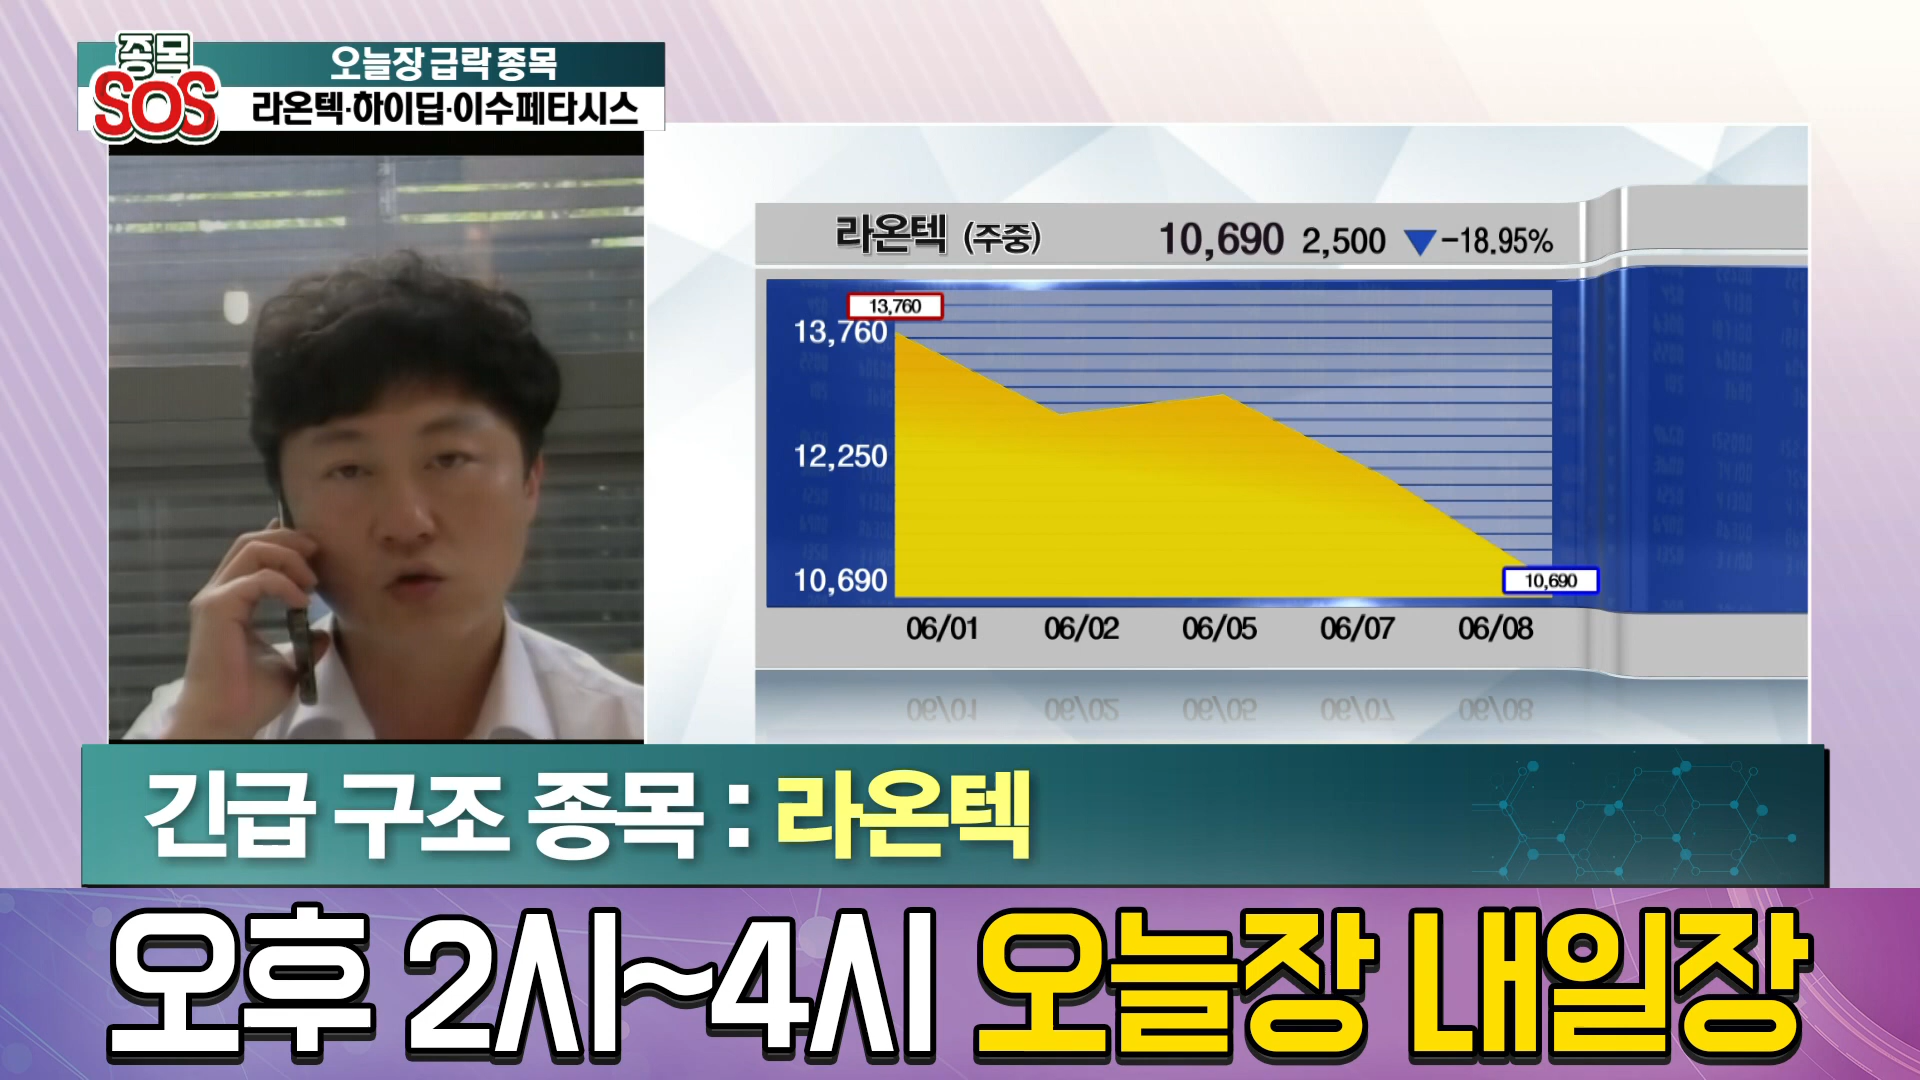 종목
SOS
오늘장 급락 종목
라온텍·하이딥·이수페타시스
라온텍 (주중) 10,690 2,500 ▼-18.95%
13,760
13,760
12,250
10,690
10,690
06/01 06/02 06/05 06/07 06/08
긴급 구조 종목 : 라온텍
오후 2시~4시 오늘장 내일장